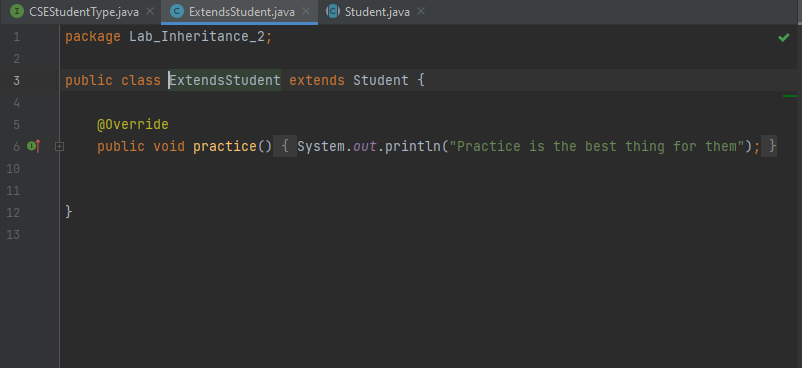 CSEStudentType.java × ExtendsStudent.java × Student.java ×
1 package Lab_Inheritance_2;
2
3 public class ExtendsStudent extends Student {
4
5 @Override
6 public void practice() { System.out.println("Practice is the best thing for them"); }
10
11
12 }
13